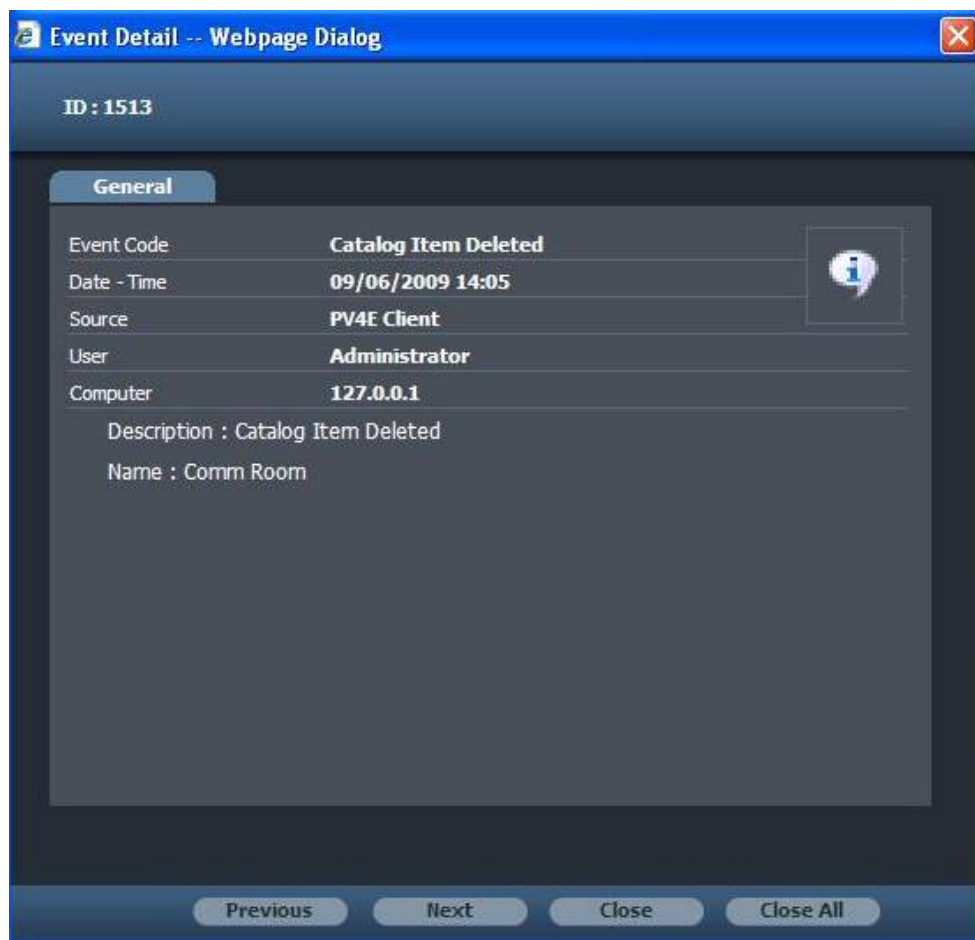 Event Detail -- Webpage Dialog
ID : 1513
General
Event Code Catalog Item Deleted
Date - Time 09/06/2009 14:05
Source PV4E Client
User Administrator
Computer 127.0.0.1
Description : Catalog Item Deleted
Name : Comm Room
Previous Next Close Close All